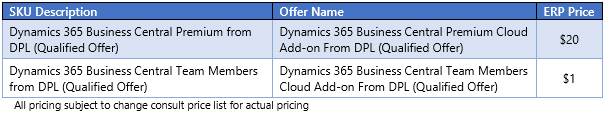 SKU Description Offer Name ERP Price
Dynamics 365 Business Central Premium from DPL (Qualified Offer)
Dynamics 365 Business Central Premium Cloud Add-on From DPL (Qualified Offer)
$20
Dynamics 365 Business Central Team Members from DPL (Qualified Offer)
Dynamics 365 Business Central Team Members Cloud Add-on From DPL (Qualified Offer)
$1
All pricing subject to change consult price list for actual pricing